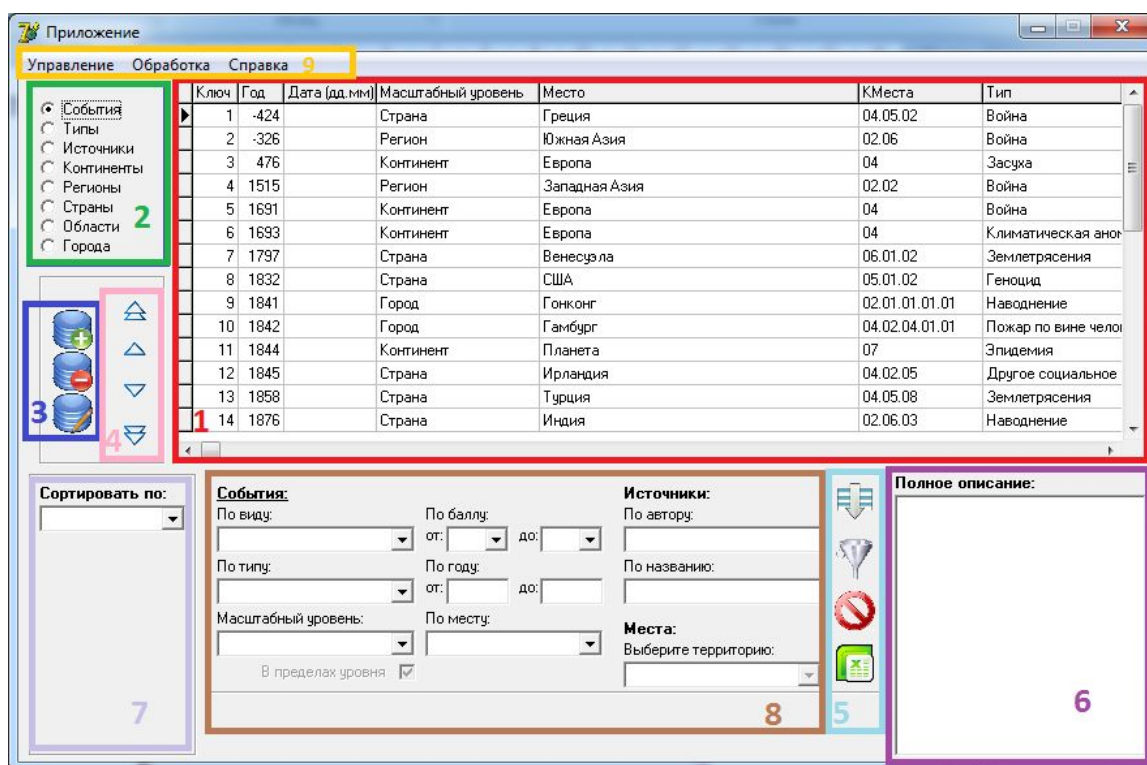 Приложение
Управление Обработка Справка 9
События
Типы
Источники
Континенты
Регионы
Страны
Области
Города
2
3
4
Ключ Год Дата (дд.мм) Масштабный уровень Место КМеста Тип
1 -424 Страна Греция 04.05.02 Война
2 -326 Регион Южная Азия 02.06 Война
3 476 Континент Европа 04 Засуха
4 1515 Регион Западная Азия 02.02 Война
5 1691 Континент Европа 04 Война
6 1693 Континент Европа 04 Климатическая аном
7 1797 Страна Венесуэла 06.01.02 Землетрясения
8 1832 Страна США 05.01.02 Геноцид
9 1841 Город Гонконг 02.01.01.01.01 Наводнение
10 1842 Город Гамбург 04.02.04.01.01 Пожар по вине челов
11 1844 Континент Планета 07 Эпидемия
12 1845 Страна Ирландия 04.02.05 Другое социальное
13 1858 Страна Турция 04.05.08 Землетрясения
1 14 1876 Страна Индия 02.06.03 Наводнение
Сортировать по:
7
События: Источники:
По виду: По баллу: По автору:
от: до:
По типу: По году: По названию:
от: до:
Масштабный уровень: По месту: Места:
Выберите территорию:
В пределах уровня
8
5
Полное описание:
6